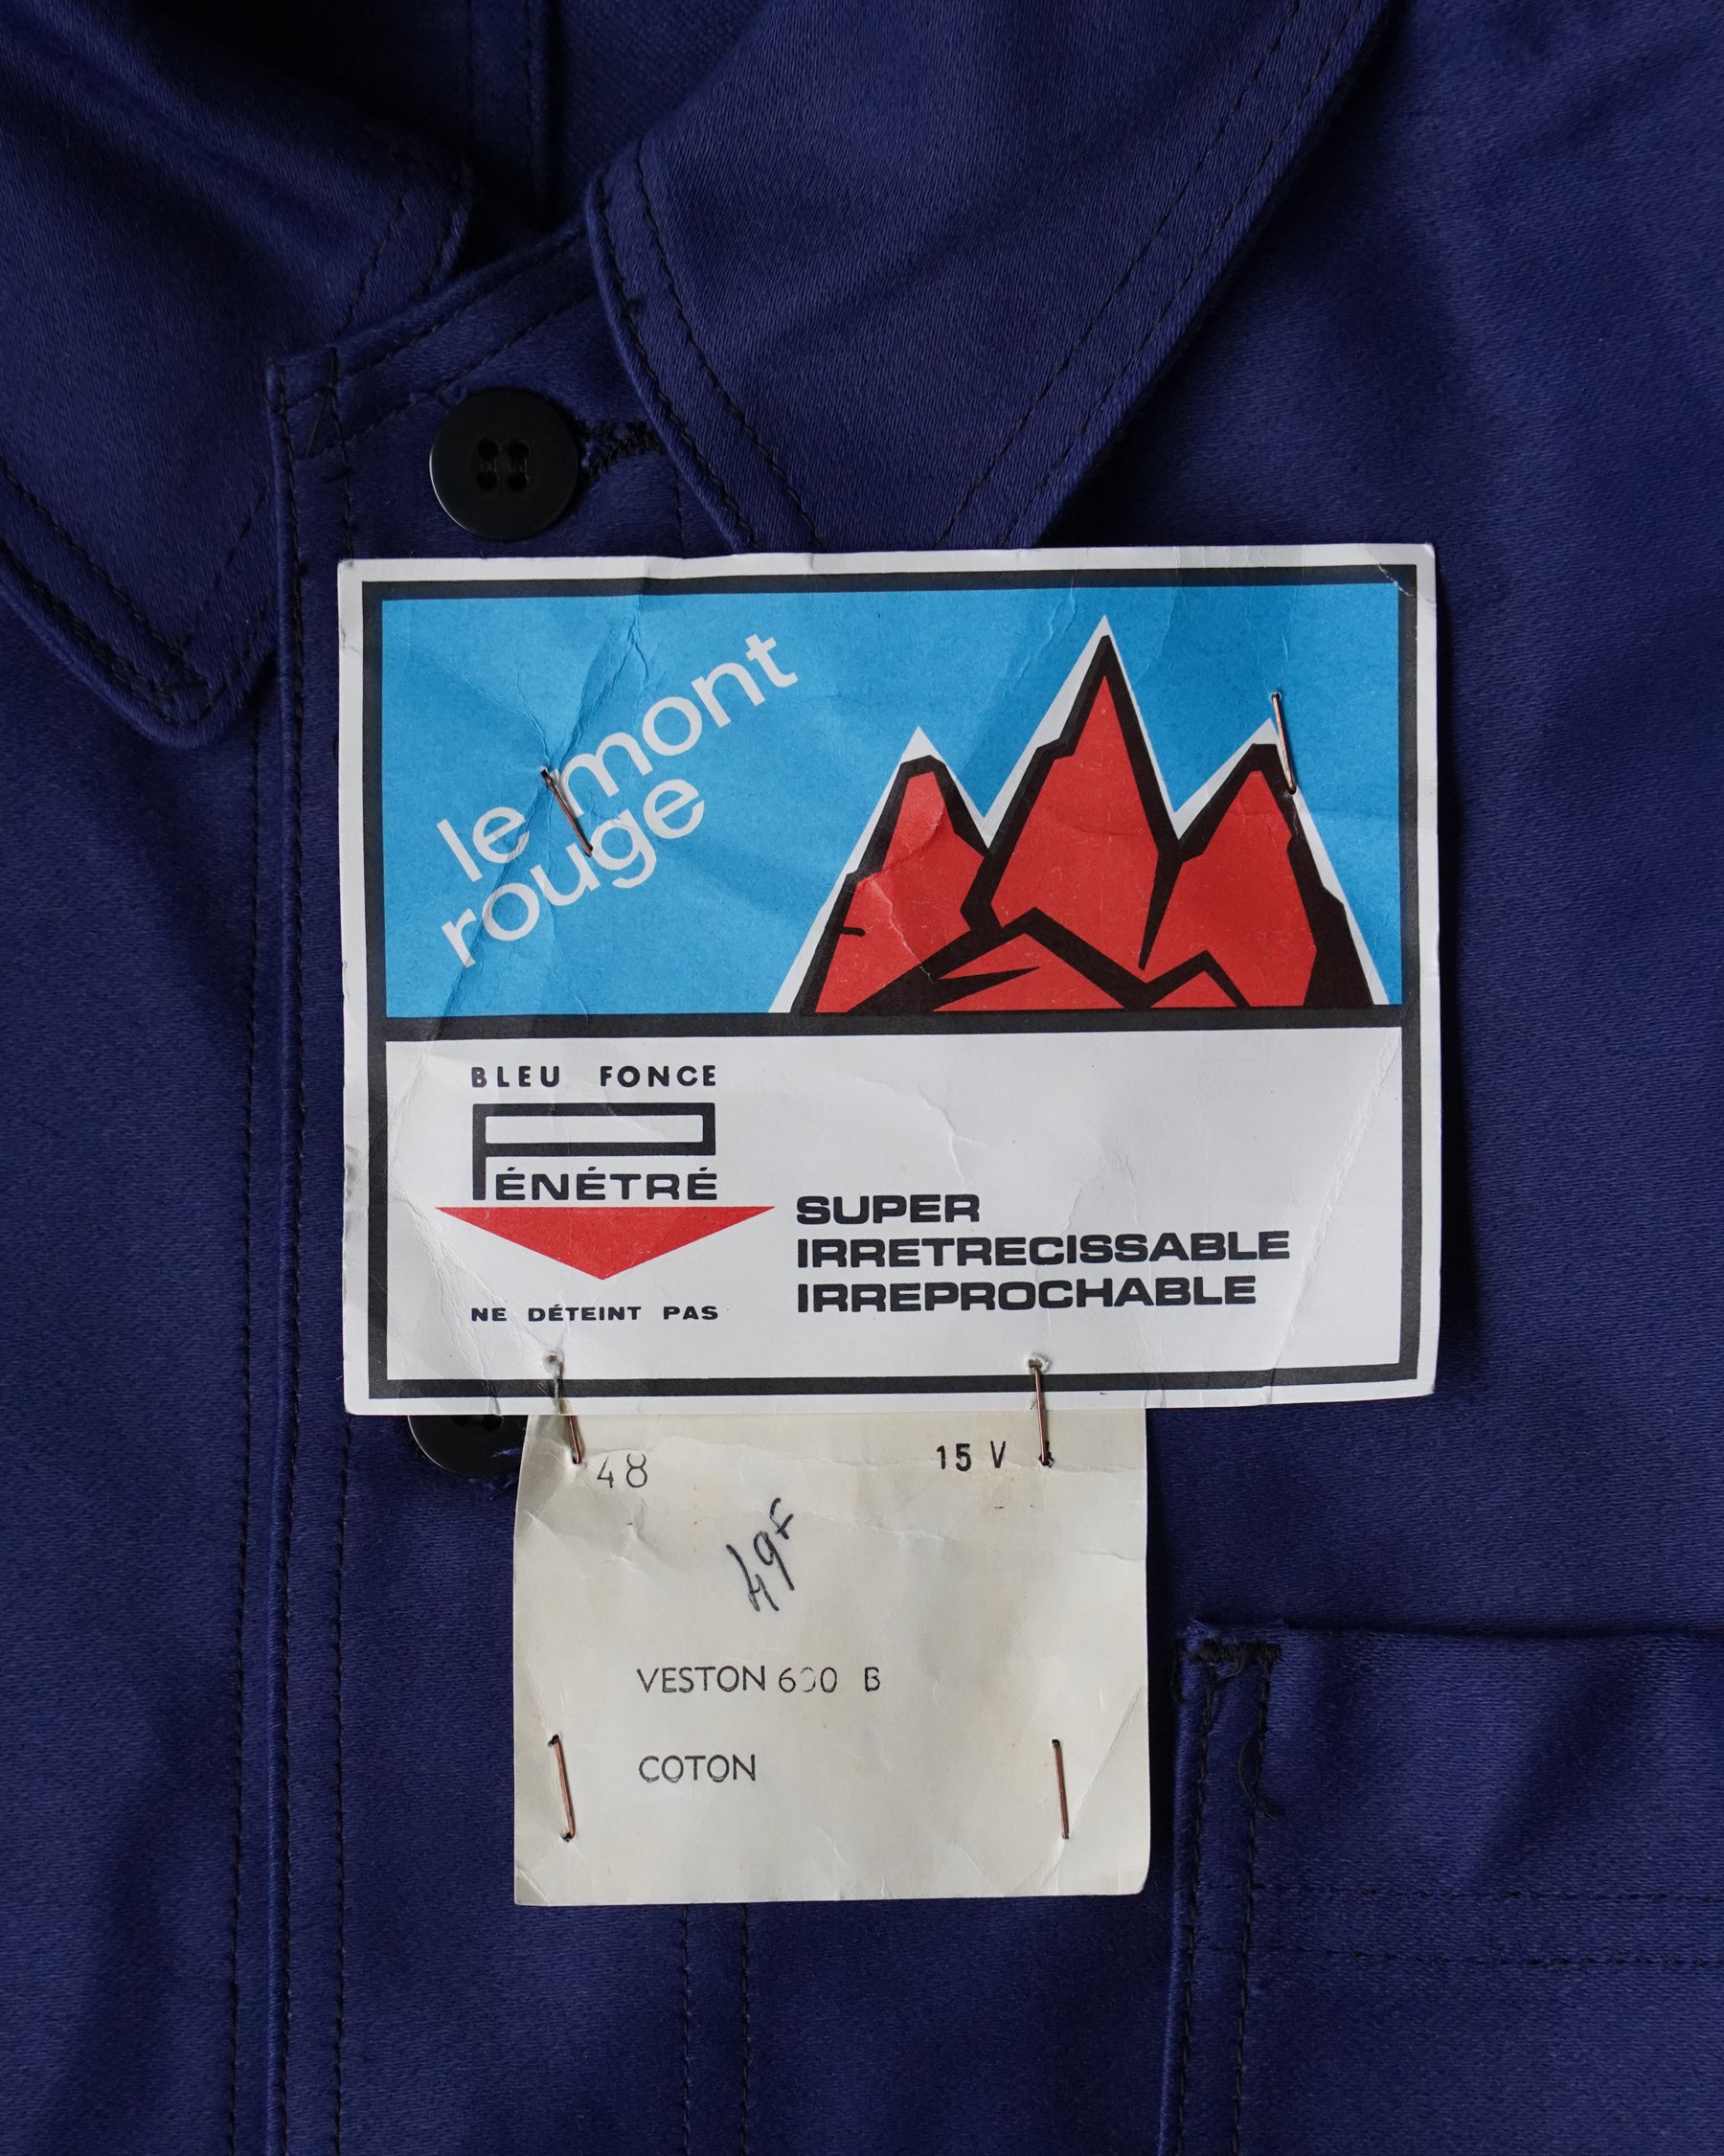 le mont
rouge
BLEU FONCE
PÉNÉTRÉ
NE DÉTEINT PAS
SUPER
IRRETRECISSABLE
IRREPROCHABLE
48 15 V
49F
VESTON 600 B
COTON